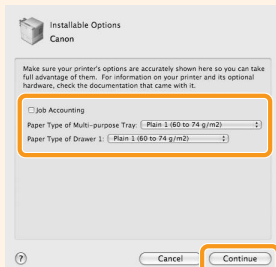 Installable Options
Canon
Make sure your printer's options are accurately shown here so you can take
full advantage of them. For information on your printer and its optional
hardware, check the documentation that came with it.
Job Accounting
Paper Type of Multi-purpose Tray: Plain 1 (60 to 74 g/m2)
Paper Type of Drawer 1: Plain 1 (60 to 74 g/m2)
? Cancel Continue